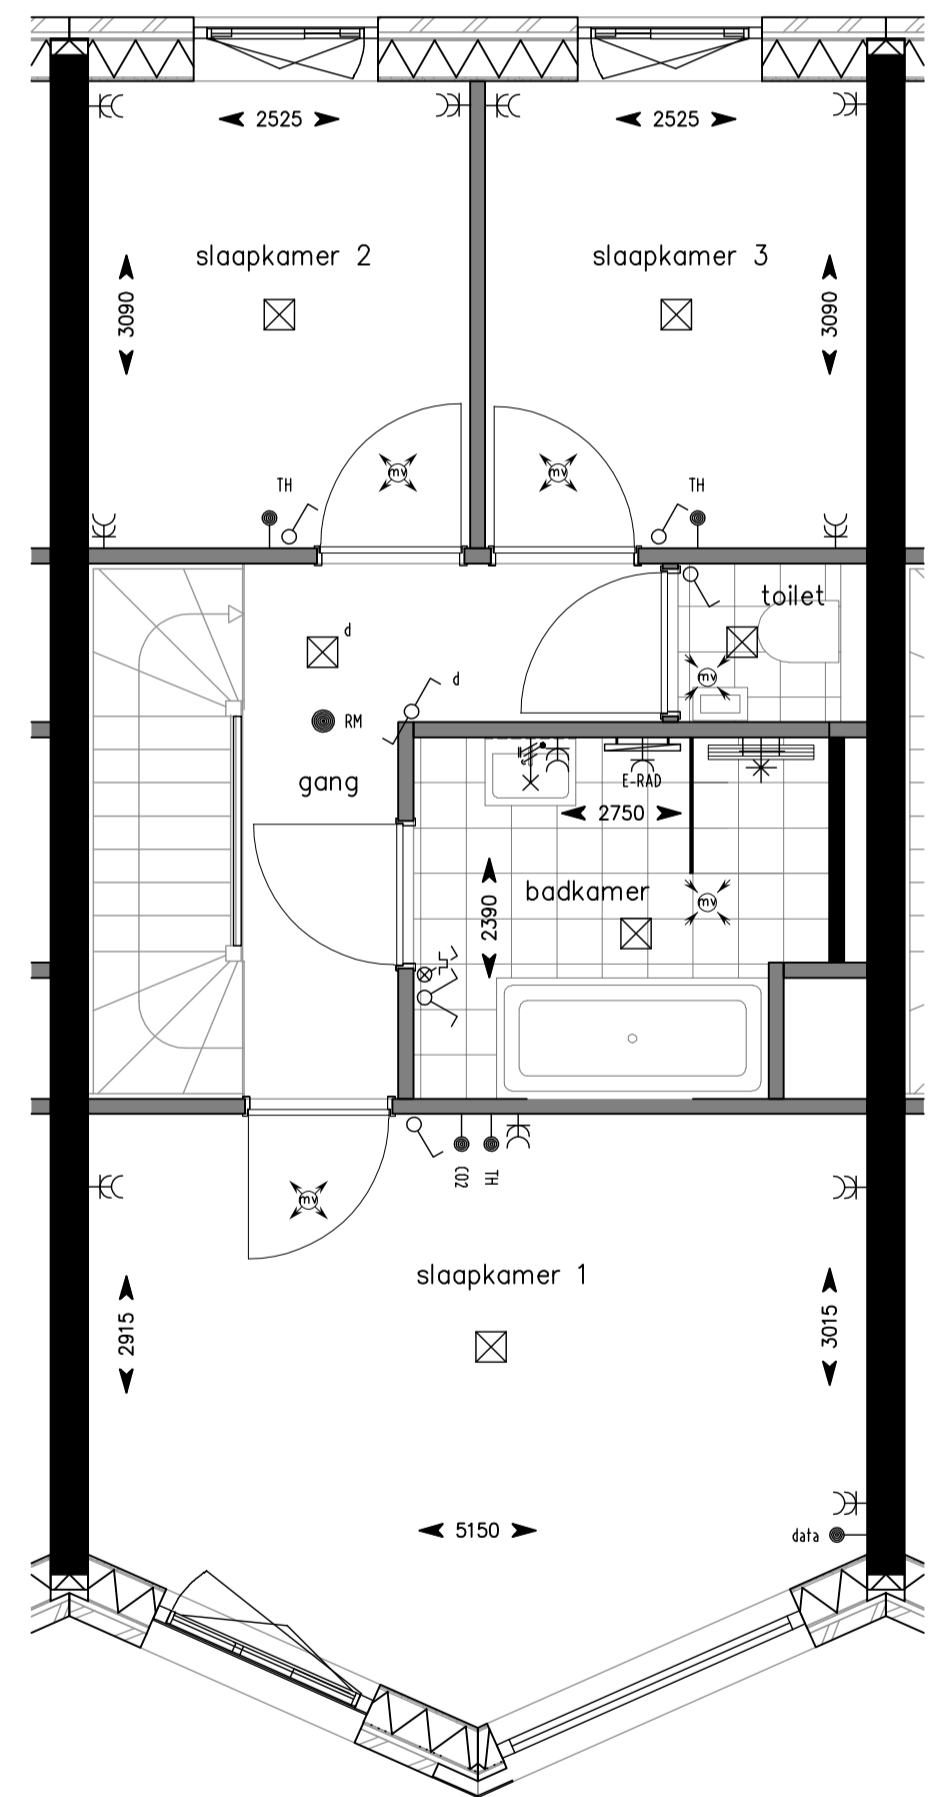 2525
2525
slaapkamer 2
slaapkamer 3
3090
3090
mv
mv
TH
TH
toilet
d
mv
d
RM
gang
E-RAD
2750
badkamer
2390
mv
CO2
TH
mv
slaapkamer 1
2915
3015
5150
data